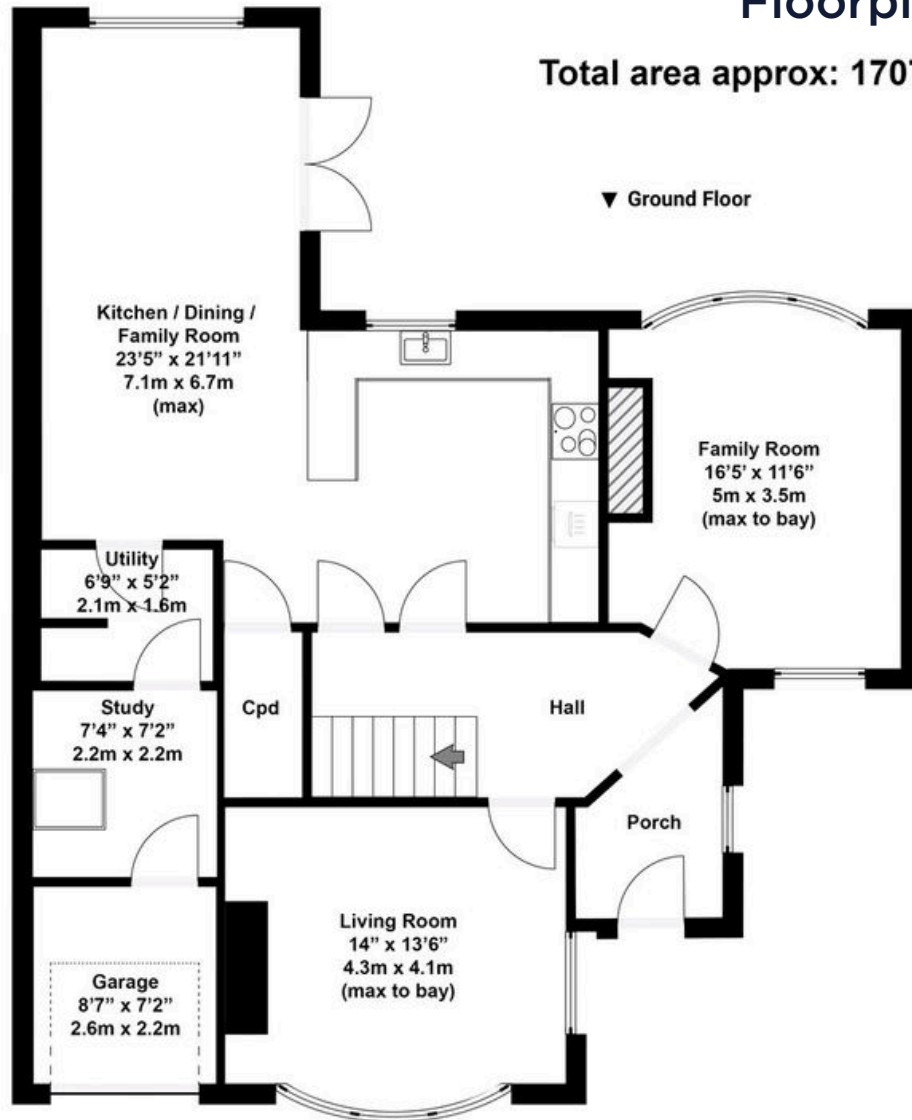 Floorpl
Total area approx: 1707
▼ Ground Floor
Kitchen / Dining /
Family Room
23'5" x 21'11"
7.1m x 6.7m
(max)
Family Room
16'5' x 11'6"
5m x 3.5m
(max to bay)
Utility
6'9" x 5'2"
2.1m x 1.6m
Study
7'4" x 7'2"
2.2m x 2.2m
Cpd
Hall
Porch
Living Room
14" x 13'6"
4.3m x 4.1m
(max to bay)
Garage
8'7" x 7'2"
2.6m x 2.2m